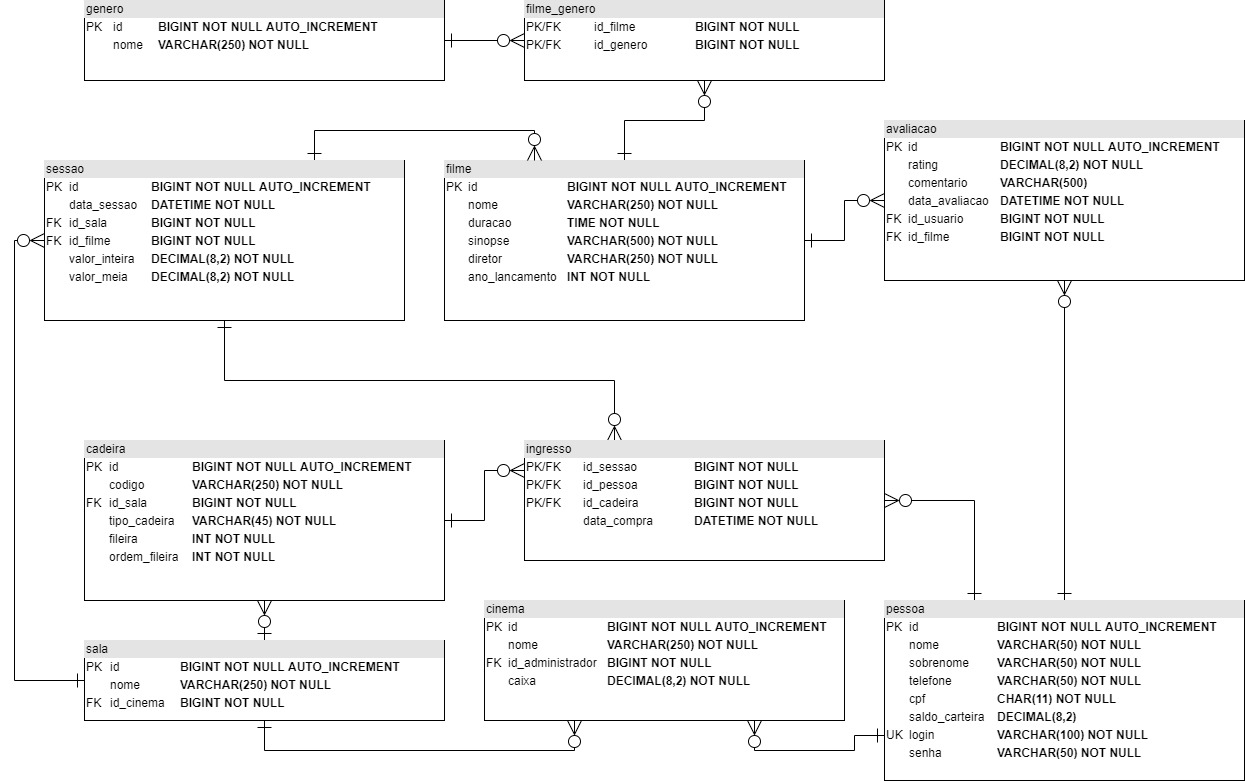 genero
PK id BIGINT NOT NULL AUTO_INCREMENT
nome VARCHAR(250) NOT NULL
filme_genero
PK/FK id_filme BIGINT NOT NULL
PK/FK id_genero BIGINT NOT NULL
avaliacao
PK id BIGINT NOT NULL AUTO_INCREMENT
rating DECIMAL(8,2) NOT NULL
comentario VARCHAR(500)
data_avaliacao DATETIME NOT NULL
FK id_usuario BIGINT NOT NULL
FK id_filme BIGINT NOT NULL
sessao
PK id BIGINT NOT NULL AUTO_INCREMENT
data_sessao DATETIME NOT NULL
FK id_sala BIGINT NOT NULL
FK id_filme BIGINT NOT NULL
valor_inteira DECIMAL(8,2) NOT NULL
valor_meia DECIMAL(8,2) NOT NULL
filme
PK id BIGINT NOT NULL AUTO_INCREMENT
nome VARCHAR(250) NOT NULL
duracao TIME NOT NULL
sinopse VARCHAR(500) NOT NULL
diretor VARCHAR(250) NOT NULL
ano_lancamento INT NOT NULL
cadeira
PK id BIGINT NOT NULL AUTO_INCREMENT
codigo VARCHAR(250) NOT NULL
FK id_sala BIGINT NOT NULL
tipo_cadeira VARCHAR(45) NOT NULL
fileira INT NOT NULL
ordem_fileira INT NOT NULL
ingresso
PK/FK id_sessao BIGINT NOT NULL
PK/FK id_pessoa BIGINT NOT NULL
PK/FK id_cadeira BIGINT NOT NULL
data_compra DATETIME NOT NULL
sala
PK id BIGINT NOT NULL AUTO_INCREMENT
nome VARCHAR(250) NOT NULL
FK id_cinema BIGINT NOT NULL
cinema
PK id BIGINT NOT NULL AUTO_INCREMENT
nome VARCHAR(250) NOT NULL
FK id_administrador BIGINT NOT NULL
caixa DECIMAL(8,2) NOT NULL
pessoa
PK id BIGINT NOT NULL AUTO_INCREMENT
nome VARCHAR(50) NOT NULL
sobrenome VARCHAR(50) NOT NULL
telefone VARCHAR(50) NOT NULL
cpf CHAR(11) NOT NULL
saldo_carteira DECIMAL(8,2)
UK login VARCHAR(100) NOT NULL
senha VARCHAR(50) NOT NULL